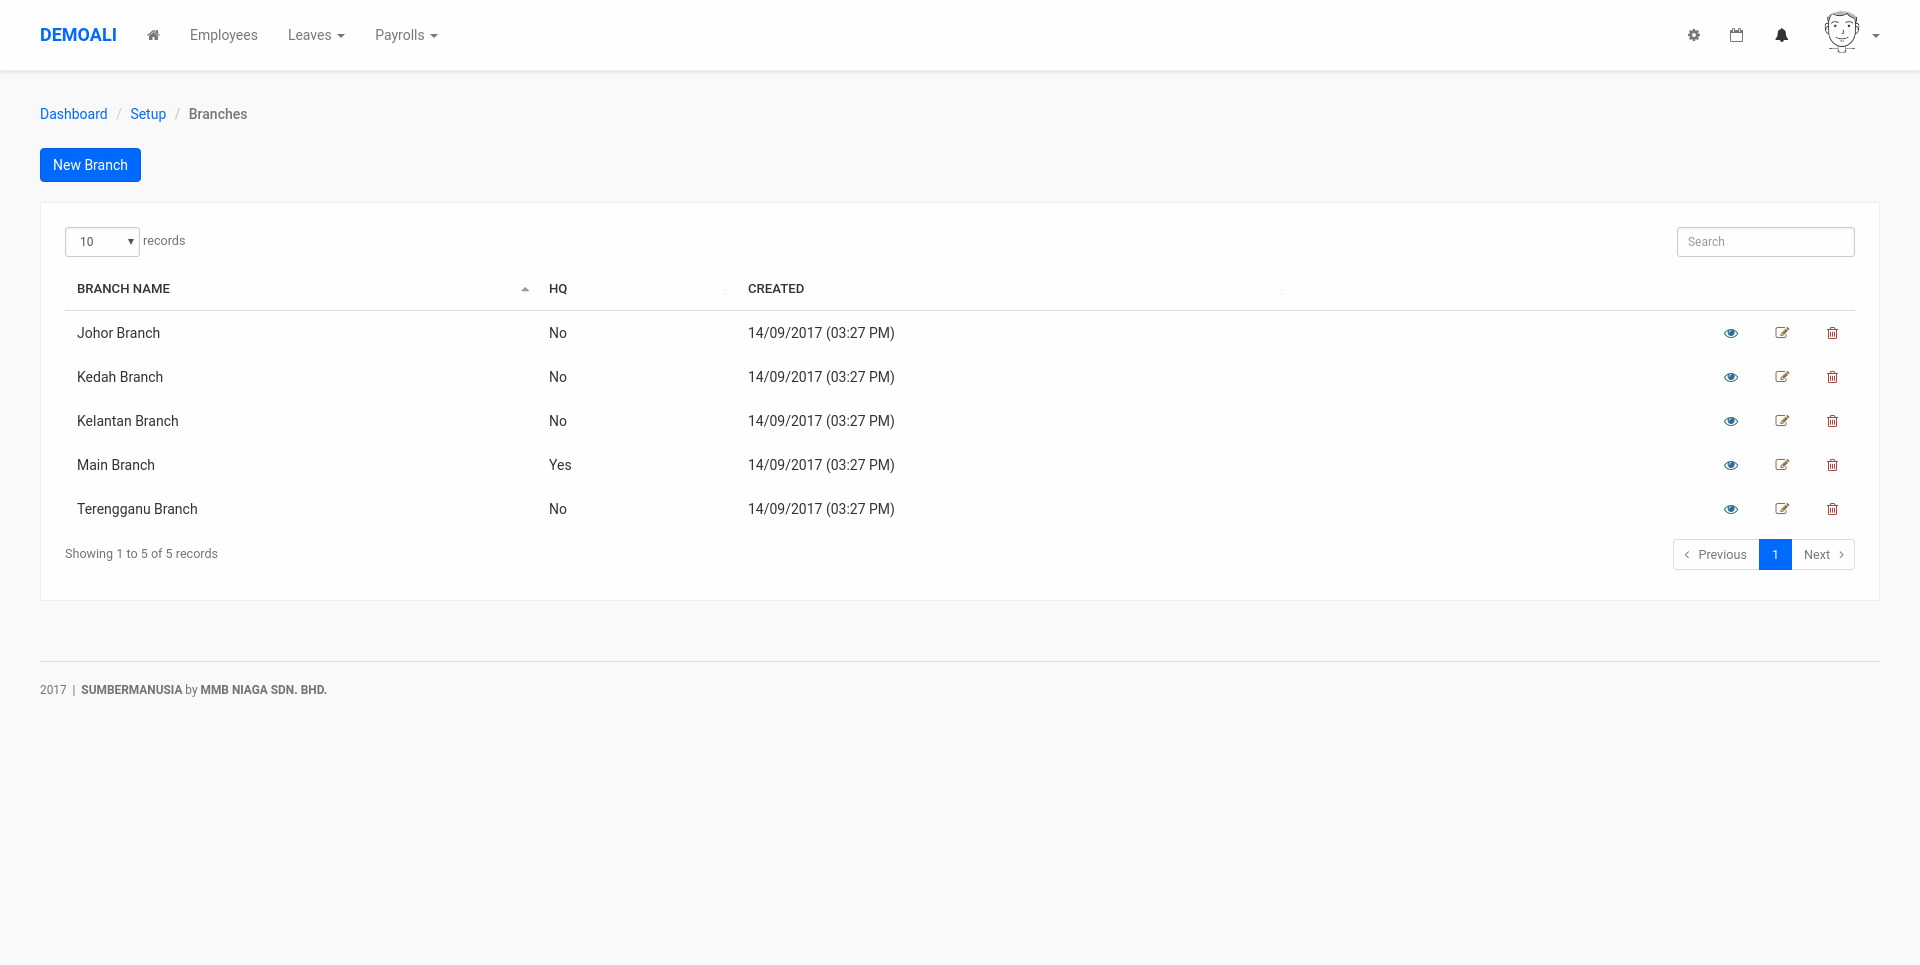 DEMOALI Employees Leaves Payrolls
Dashboard / Setup / Branches
New Branch
10 records Search
BRANCH NAME HQ CREATED
Johor Branch No 14/09/2017 (03:27 PM)
Kedah Branch No 14/09/2017 (03:27 PM)
Kelantan Branch No 14/09/2017 (03:27 PM)
Main Branch Yes 14/09/2017 (03:27 PM)
Terengganu Branch No 14/09/2017 (03:27 PM)
Showing 1 to 5 of 5 records Previous 1 Next
2017 | SUMBERMANUSIA by MMB NIAGA SDN. BHD.